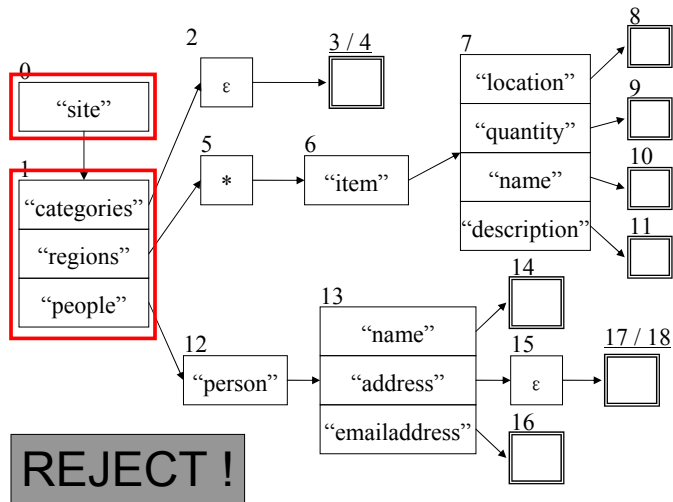 0
“site”
1
“categories”
“regions”
“people”
2
ε
3 / 4
5
*
6
“item”
7
“location”
“quantity”
“name”
“description”
8
9
10
11
12
“person”
13
“name”
“address”
“emailaddress”
14
15
ε
16
17 / 18
REJECT !